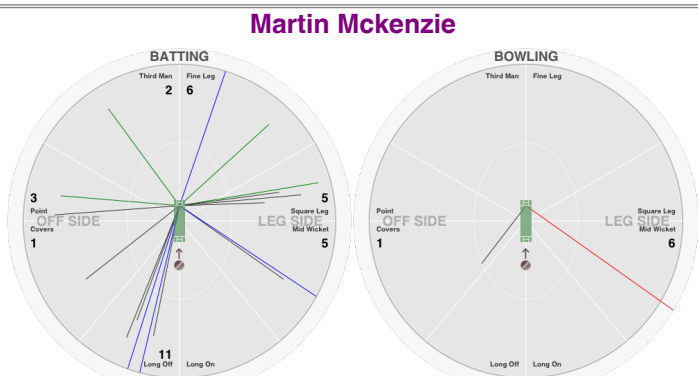 Martin Mckenzie
BATTING
Third Man Fine Leg
2 6
3 5
Point Square Leg
OFF SIDE LEG SIDE
Covers Mid Wicket
1 5
11
Long Off Long On
BOWLING
Third Man Fine Leg
Point Square Leg
OFF SIDE LEG SIDE
Covers Mid Wicket
1 6
Long Off Long On